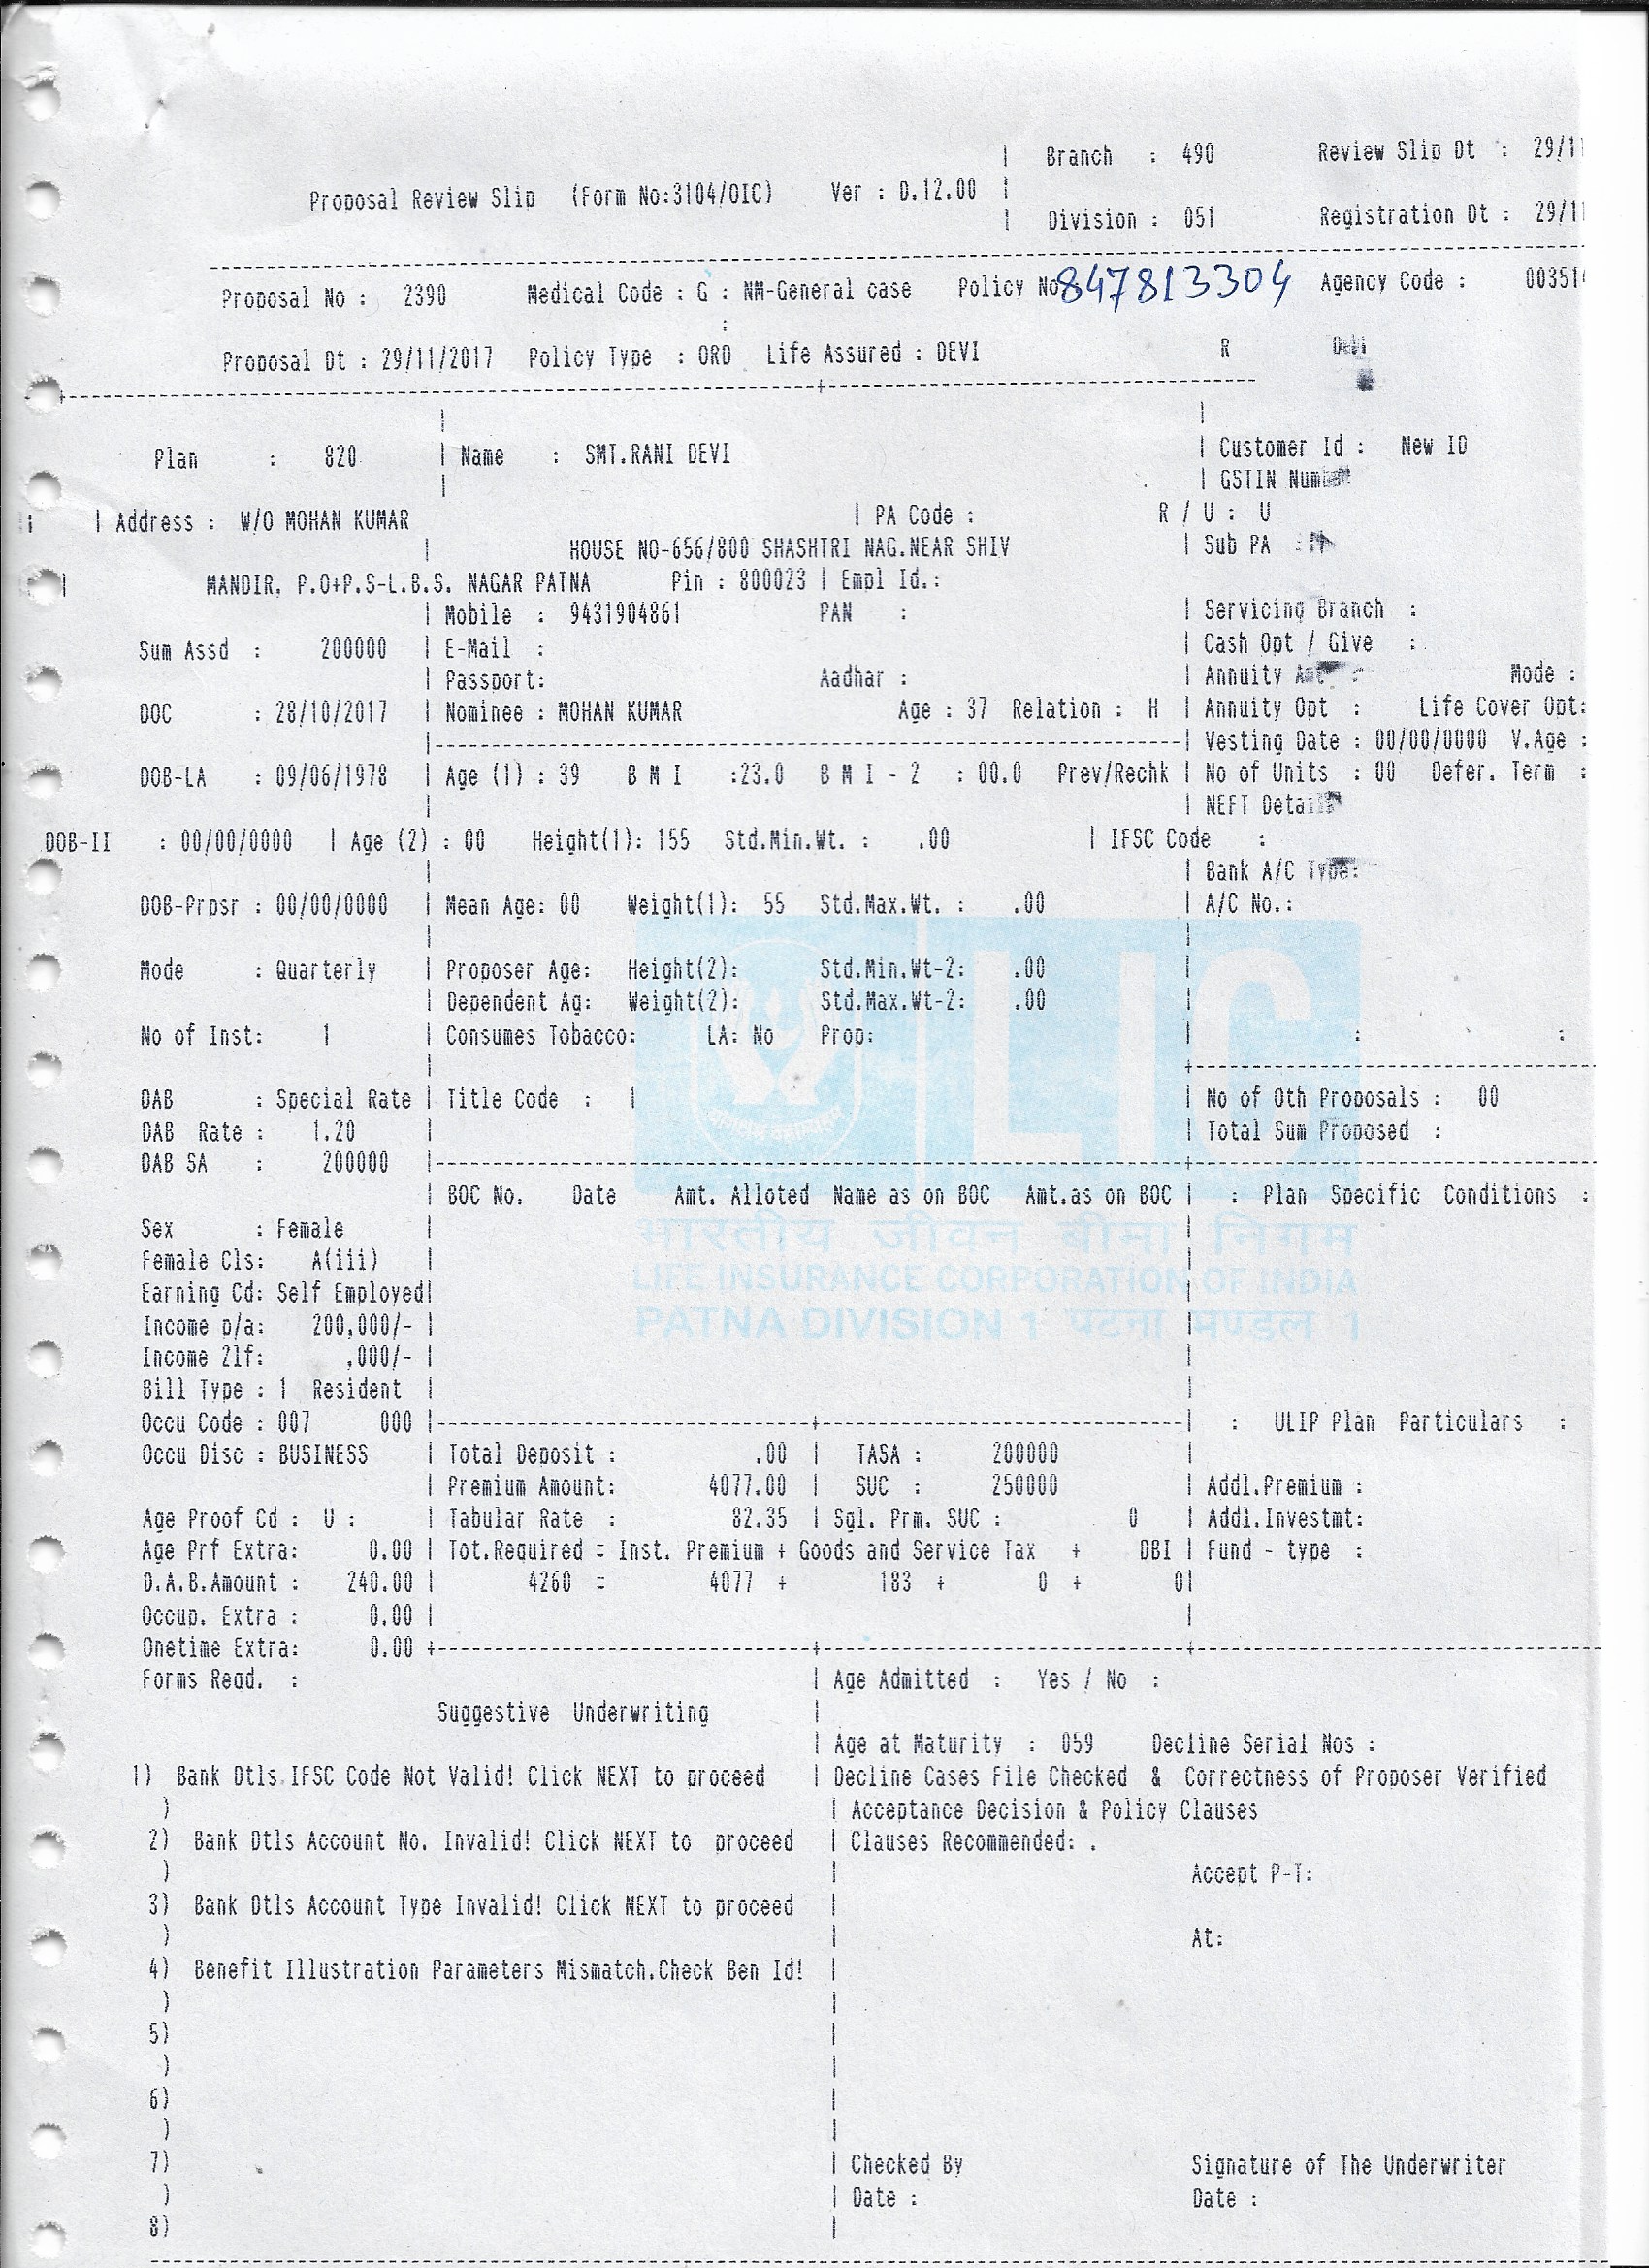 | Branch : 490 Review Slip Dt : 29/1
Proposal Review Slip (Form No:3104/OIC) Ver : D.12.00 |
| Division : 051 Registration Dt : 29/1
Proposal No : 2390 Medical Code : G : NM-General case Policy No 847813304 Agency Code : 00351
:
Proposal Dt : 29/11/2017 Policy Type : ORD Life Assured : DEVI R Devi
Plan : 820 | Name : SMT.RANI DEVI | Customer Id : New ID
| GSTIN Number
| Address : W/O MOHAN KUMAR | PA Code : R / U : U
HOUSE NO-656/800 SHASHTRI NAG.NEAR SHIV | Sub PA :
MANDIR, P.O+P.S-L.B.S. NAGAR PATNA Pin : 800023 | Empl Id.:
| Mobile : 9431904861 PAN : | Servicing Branch :
Sum Assd : 200000 | E-Mail : | Cash Opt / Give :
| Passport: Aadhar : | Annuity Amt : Mode :
DOC : 28/10/2017 | Nominee : MOHAN KUMAR Age : 37 Relation : H | Annuity Opt : Life Cover Opt:
| Vesting Date : 00/00/0000 V.Age :
DOB-LA : 09/06/1978 | Age (1) : 39 B M I :23.0 B M I - 2 : 00.0 Prev/Rechk | No of Units : 00 Defer. Term :
| NEFT Details
DOB-II : 00/00/0000 | Age (2) : 00 Height(1): 155 Std.Min.Wt. : .00 | IFSC Code :
| Bank A/C Type:
DOB-Prpsr : 00/00/0000 | Mean Age: 00 Weight(1): 55 Std.Max.Wt. : .00 | A/C No.:
Mode : Quarterly | Proposer Age: Height(2): Std.Min.Wt-2: .00 |
| Dependent Ag: Weight(2): Std.Max.Wt-2: .00
LIC
No of Inst: 1 | Consumes Tobacco: LA: No Prop: | : :
DAB : Special Rate | Title Code : 1 | No of Oth Proposals : 00
DAB Rate : 1.20 | | Total Sum Proposed :
DAB SA : 200000
| BOC No. Date Amt. Alloted Name as on BOC Amt.as on BOC | : Plan Specific Conditions :
Sex : Female |
भारतीय जीवन बीमा निगम
Female Cls: A(iii) |
LIFE INSURANCE CORPORATION OF INDIA
Earning Cd: Self Employed|
PATNA DIVISION 1 पटना मण्डल 1
Income p/a: 200,000/- |
Income 2lf: ,000/- |
Bill Type : 1 Resident |
Occu Code : 007 000 | : ULIP Plan Particulars :
Occu Disc : BUSINESS | Total Deposit : .00 | TASA : 200000 |
| Premium Amount: 4077.00 | SUC : 250000 | Addl.Premium :
Age Proof Cd : U : | Tabular Rate : 82.35 | Sgl. Prm. SUC : 0 | Addl.Investmt:
Age Prf Extra: 0.00 | Tot.Required = Inst. Premium + Goods and Service Tax + DBI | Fund - type :
D.A.B.Amount : 240.00 | 4260 = 4077 + 183 + 0 + 0|
Occup. Extra : 0.00 |
Onetime Extra: 0.00
Forms Reqd. : | Age Admitted : Yes / No :
Suggestive Underwriting |
| Age at Maturity : 059 Decline Serial Nos :
1) Bank Dtls IFSC Code Not Valid! Click NEXT to proceed | Decline Cases File Checked & Correctness of Proposer Verified
) | Acceptance Decision & Policy Clauses
2) Bank Dtls Account No. Invalid! Click NEXT to proceed | Clauses Recommended: .
) | Accept P-T:
3) Bank Dtls Account Type Invalid! Click NEXT to proceed |
) | At:
4) Benefit Illustration Parameters Mismatch.Check Ben Id! |
) |
5) |
) |
6) |
) |
7) | Checked By Signature of The Underwriter
) | Date : Date :
8) |